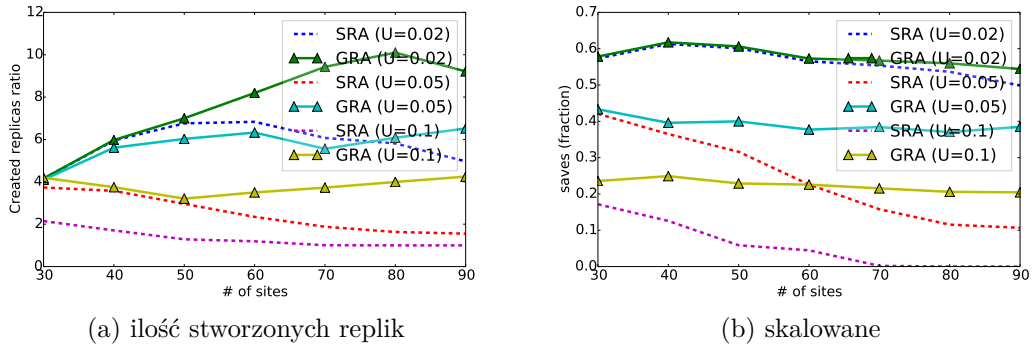 12
10
8
6
4
2
0
Created replicas ratio
30 40 50 60 70 80 90
# of sites
SRA (U=0.02)
GRA (U=0.02)
SRA (U=0.05)
GRA (U=0.05)
SRA (U=0.1)
GRA (U=0.1)
(a) ilość stworzonych replik
0.7
0.6
0.5
0.4
0.3
0.2
0.1
0.0
saves (fraction)
30 40 50 60 70 80 90
# of sites
SRA (U=0.02)
GRA (U=0.02)
SRA (U=0.05)
GRA (U=0.05)
SRA (U=0.1)
GRA (U=0.1)
(b) skalowane